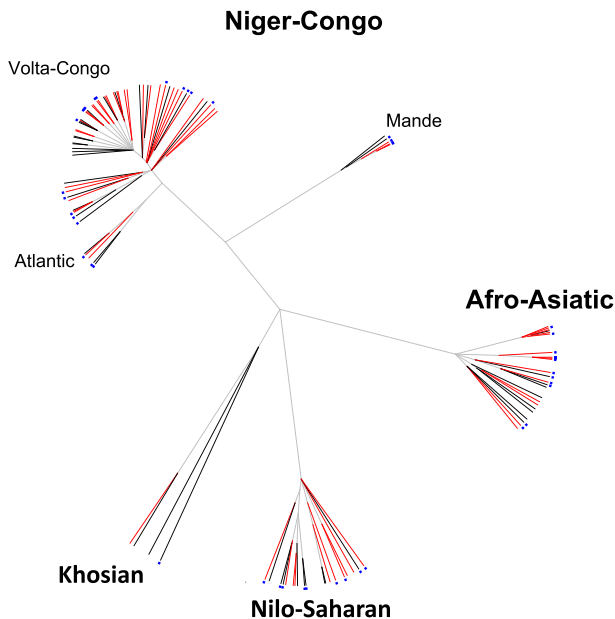 Niger-Congo
Volta-Congo
Mande
Atlantic
Afro-Asiatic
Khosian
Nilo-Saharan